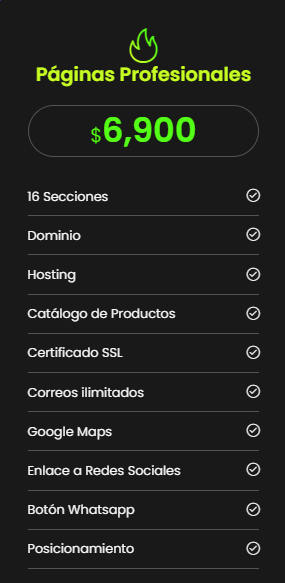 Páginas Profesionales
$6,900
16 Secciones
Dominio
Hosting
Catálogo de Productos
Certificado SSL
Correos ilimitados
Google Maps
Enlace a Redes Sociales
Botón Whatsapp
Posicionamiento